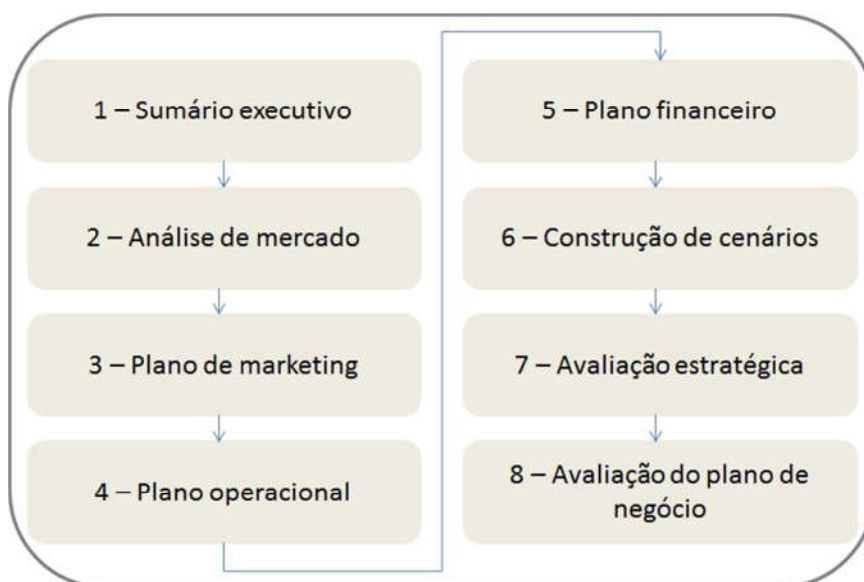 1 – Sumário executivo
2 – Análise de mercado
3 – Plano de marketing
4 – Plano operacional
5 – Plano financeiro
6 – Construção de cenários
7 – Avaliação estratégica
8 – Avaliação do plano de
negócio